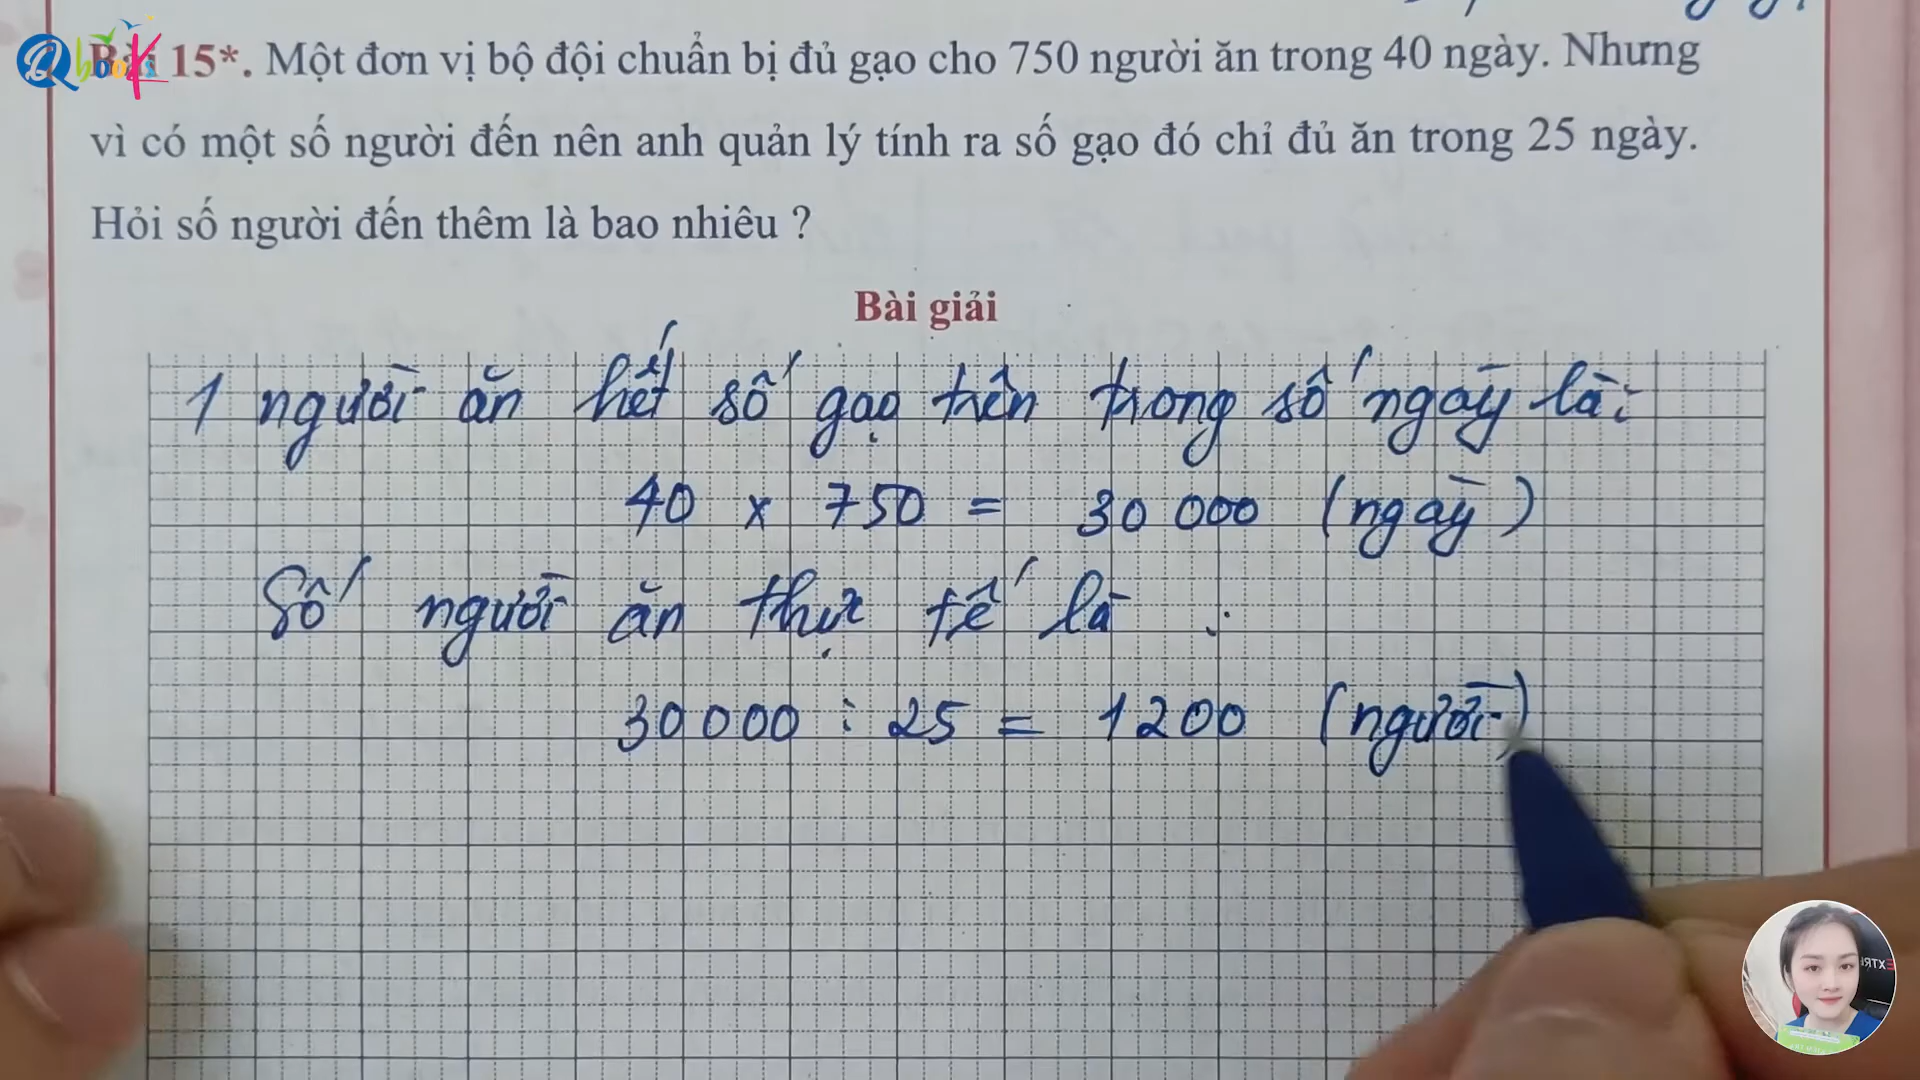 Qbooks
Bài 15*. Một đơn vị bộ đội chuẩn bị đủ gạo cho 750 người ăn trong 40 ngày. Nhưng
vì có một số người đến nên anh quản lý tính ra số gạo đó chỉ đủ ăn trong 25 ngày.
Hỏi số người đến thêm là bao nhiêu ?
Bài giải
1 người ăn hết số gạo trên trong số ngày là:
40 x 750 = 30 000 (ngày)
Số người ăn thực tế là :
30 000 : 25 = 1200 (người)